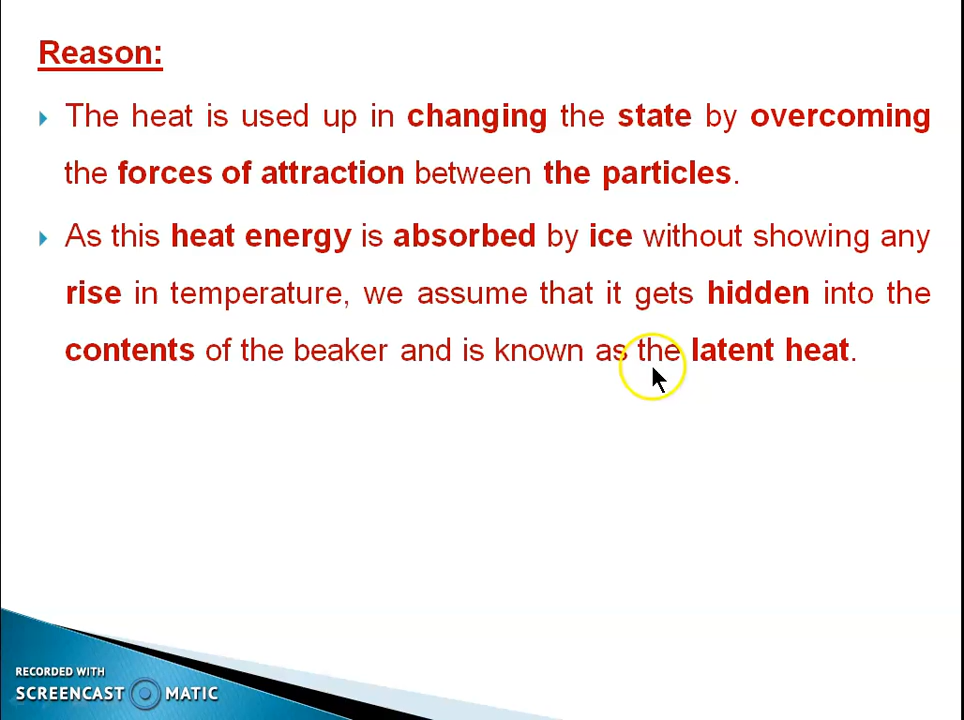 Reason:
The heat is used up in changing the state by overcoming
the forces of attraction between the particles.
As this heat energy is absorbed by ice without showing any
rise in temperature, we assume that it gets hidden into the
contents of the beaker and is known as the latent heat.
RECORDED WITH
SCREENCAST MATIC